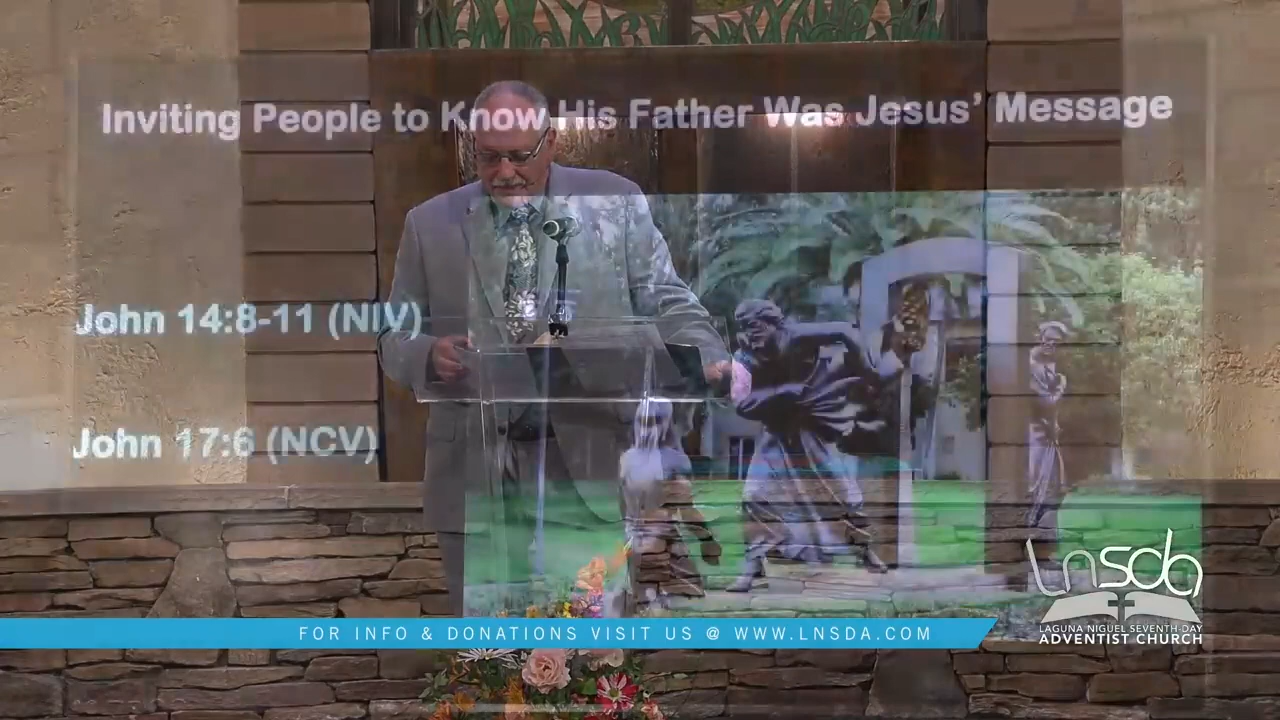 Inviting People to Know His Father Was Jesus' Message
John 14:8-11 (NIV)
John 17:6 (NCV)
LNSDA
LAGUNA NIGUEL SEVENTH-DAY
ADVENTIST CHURCH
FOR INFO & DONATIONS VISIT US @ WWW.LNSDA.COM